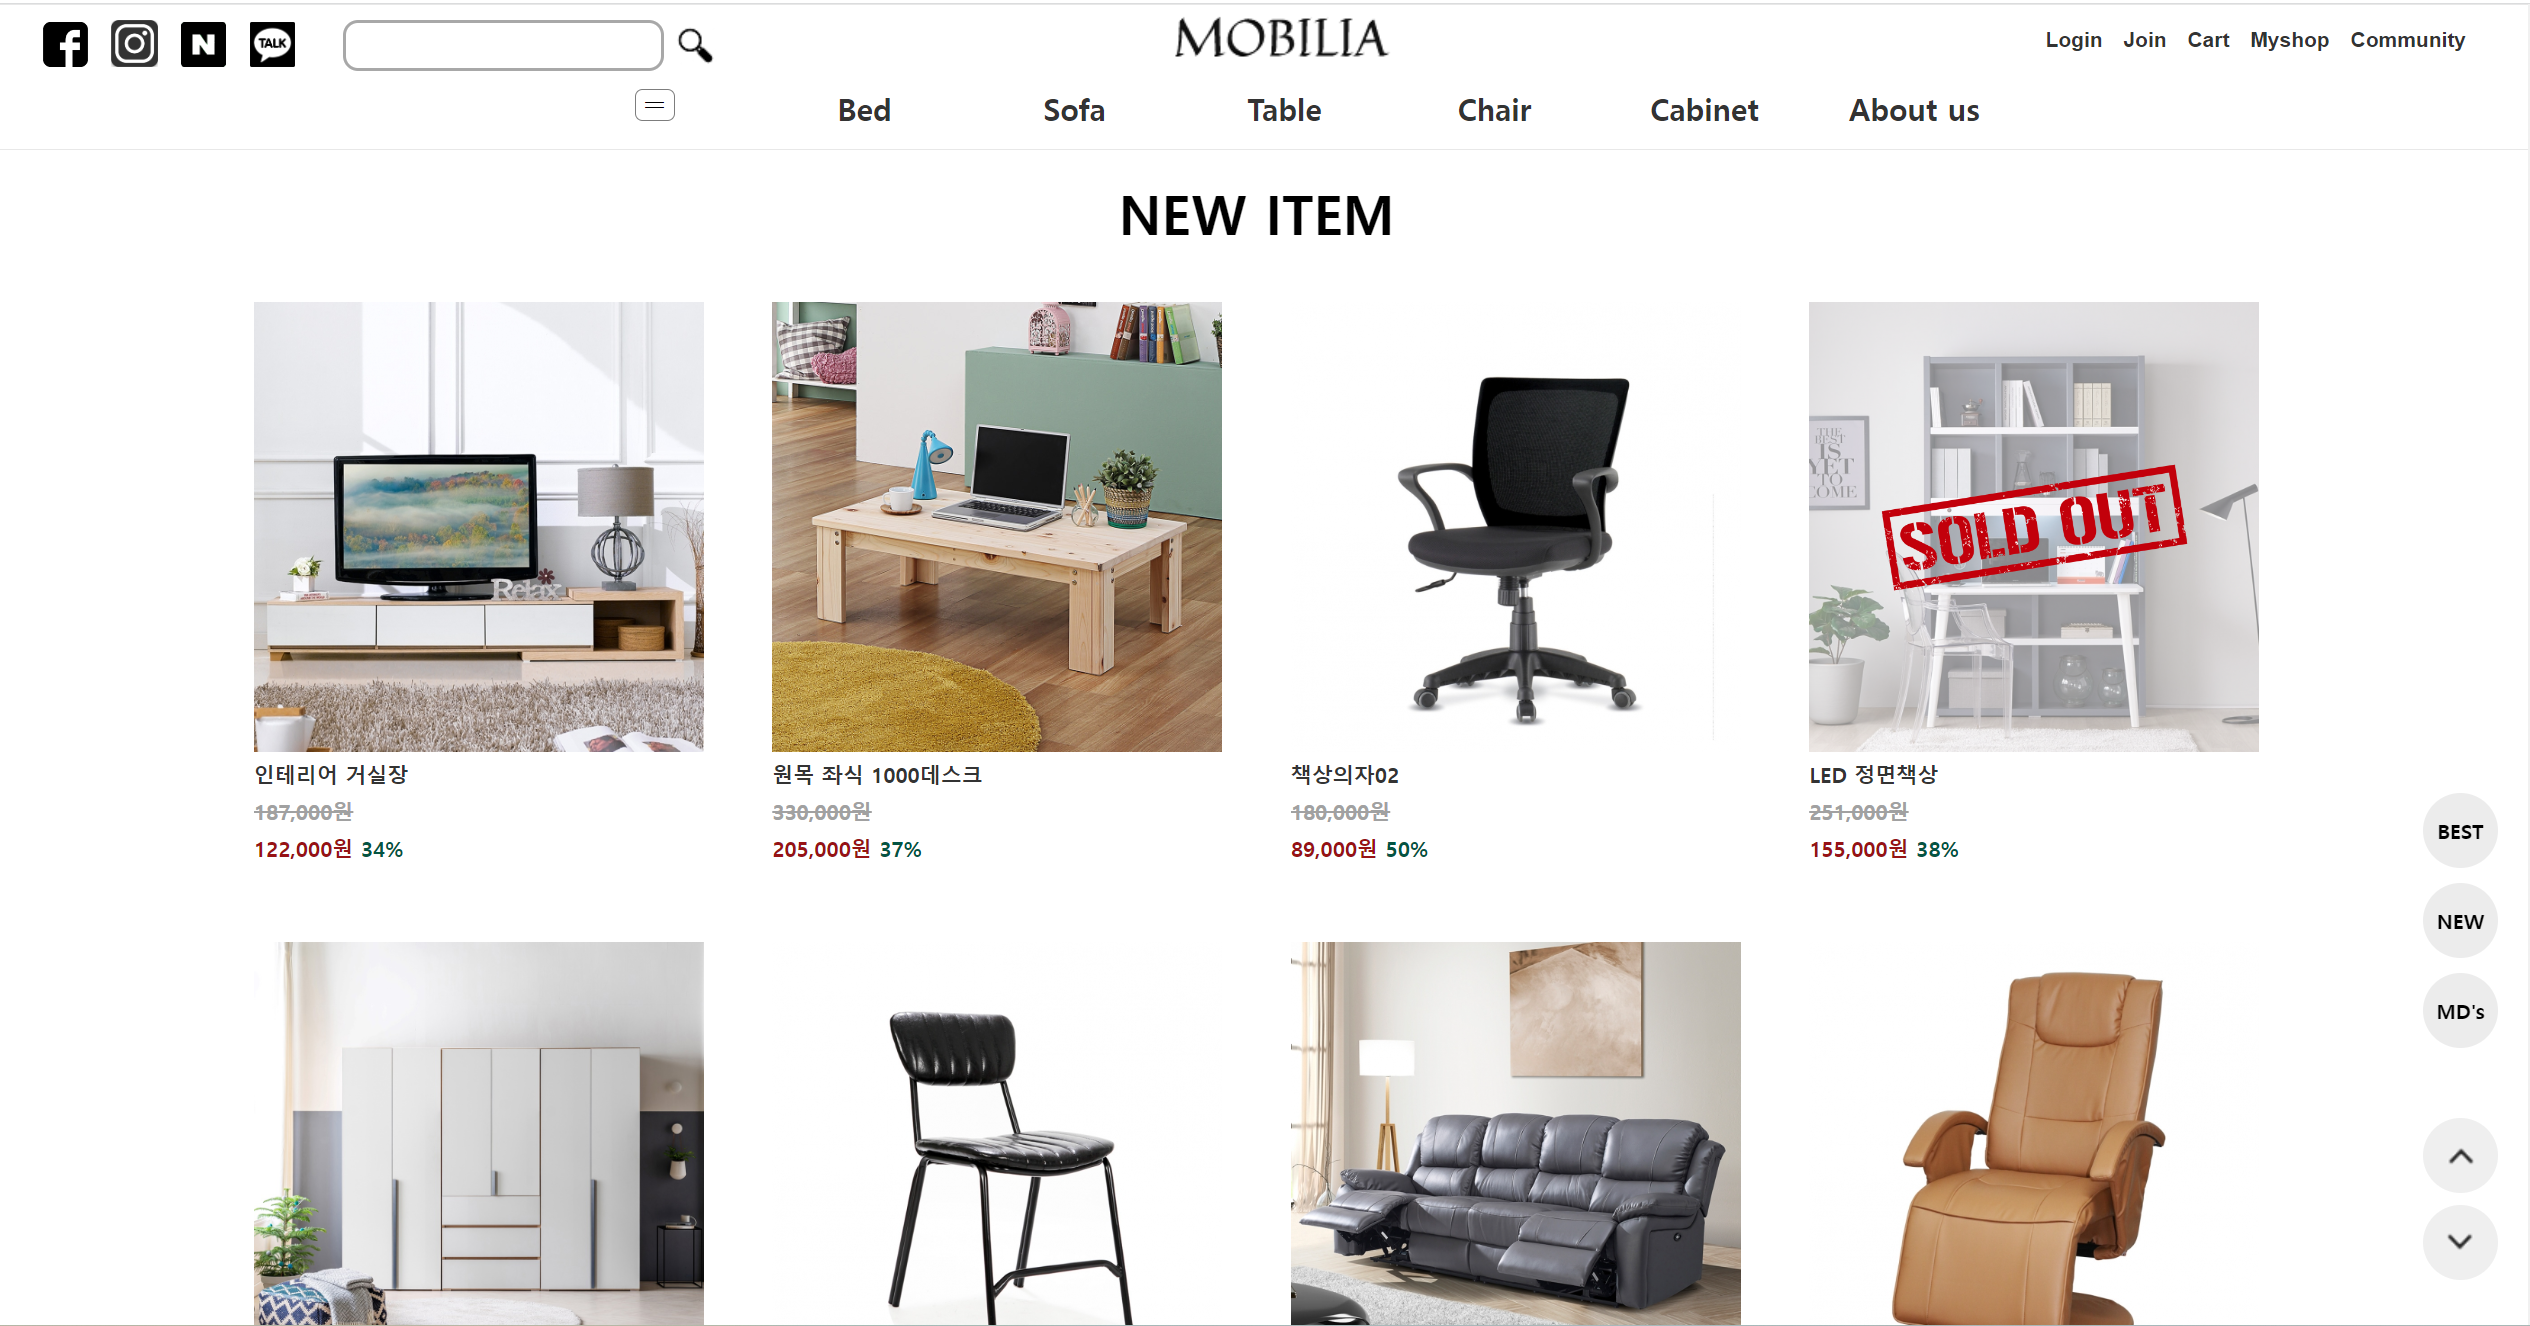 N
TALK
MOBILIA
Login Join Cart Myshop Community
Bed Sofa Table Chair Cabinet About us
NEW ITEM
Relax
THE
BEST
IS
YET
TO
COME
SOLD OUT
인테리어 거실장
187,000원
122,000원 34%
원목 좌식 1000데스크
330,000원
205,000원 37%
책상의자02
180,000원
89,000원 50%
LED 정면책상
251,000원
155,000원 38%
BEST
NEW
MD's